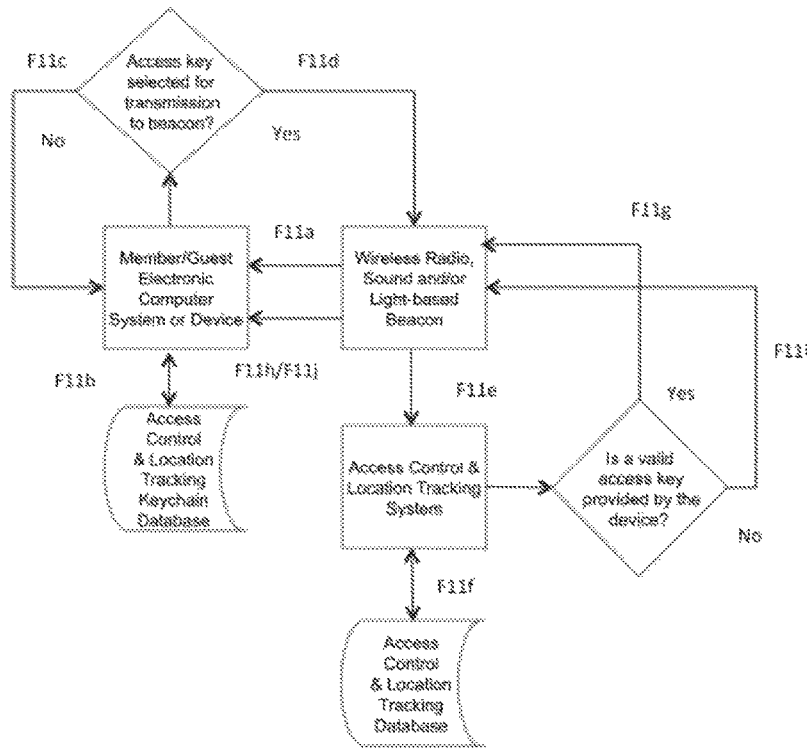 F11c
Access key
selected for
transmission
to beacon?
F11d
No
Yes
F11g
F11a
Member/Guest
Electronic
Computer
System or Device
Wireless Radio,
Sound and/or
Light-based
Beacon
F11i
F11b
F11h/F11j
F11e
Yes
Access
Control
& Location
Tracking
Keychain
Database
Access Control &
Location Tracking
System
Is a valid
access key
provided by the
device?
No
F11f
Access
Control
& Location
Tracking
Database